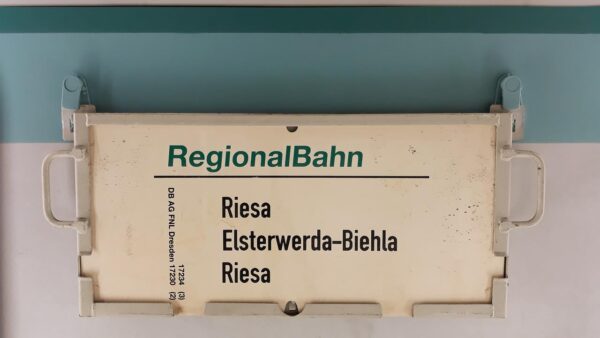 RegionalBahn
Riesa
Elsterwerda-Biehla
Riesa
17234 (3)
DB AG FNL Dresden 17230 (2)